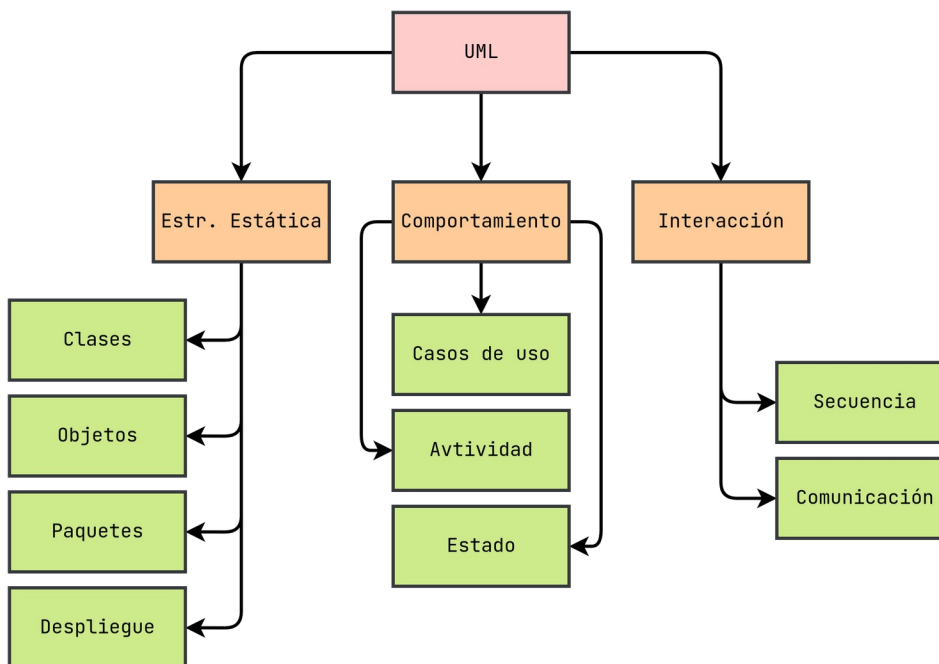 UML
Estr. Estática
Comportamiento
Interacción
Clases
Objetos
Paquetes
Despliegue
Casos de uso
Avtividad
Estado
Secuencia
Comunicación